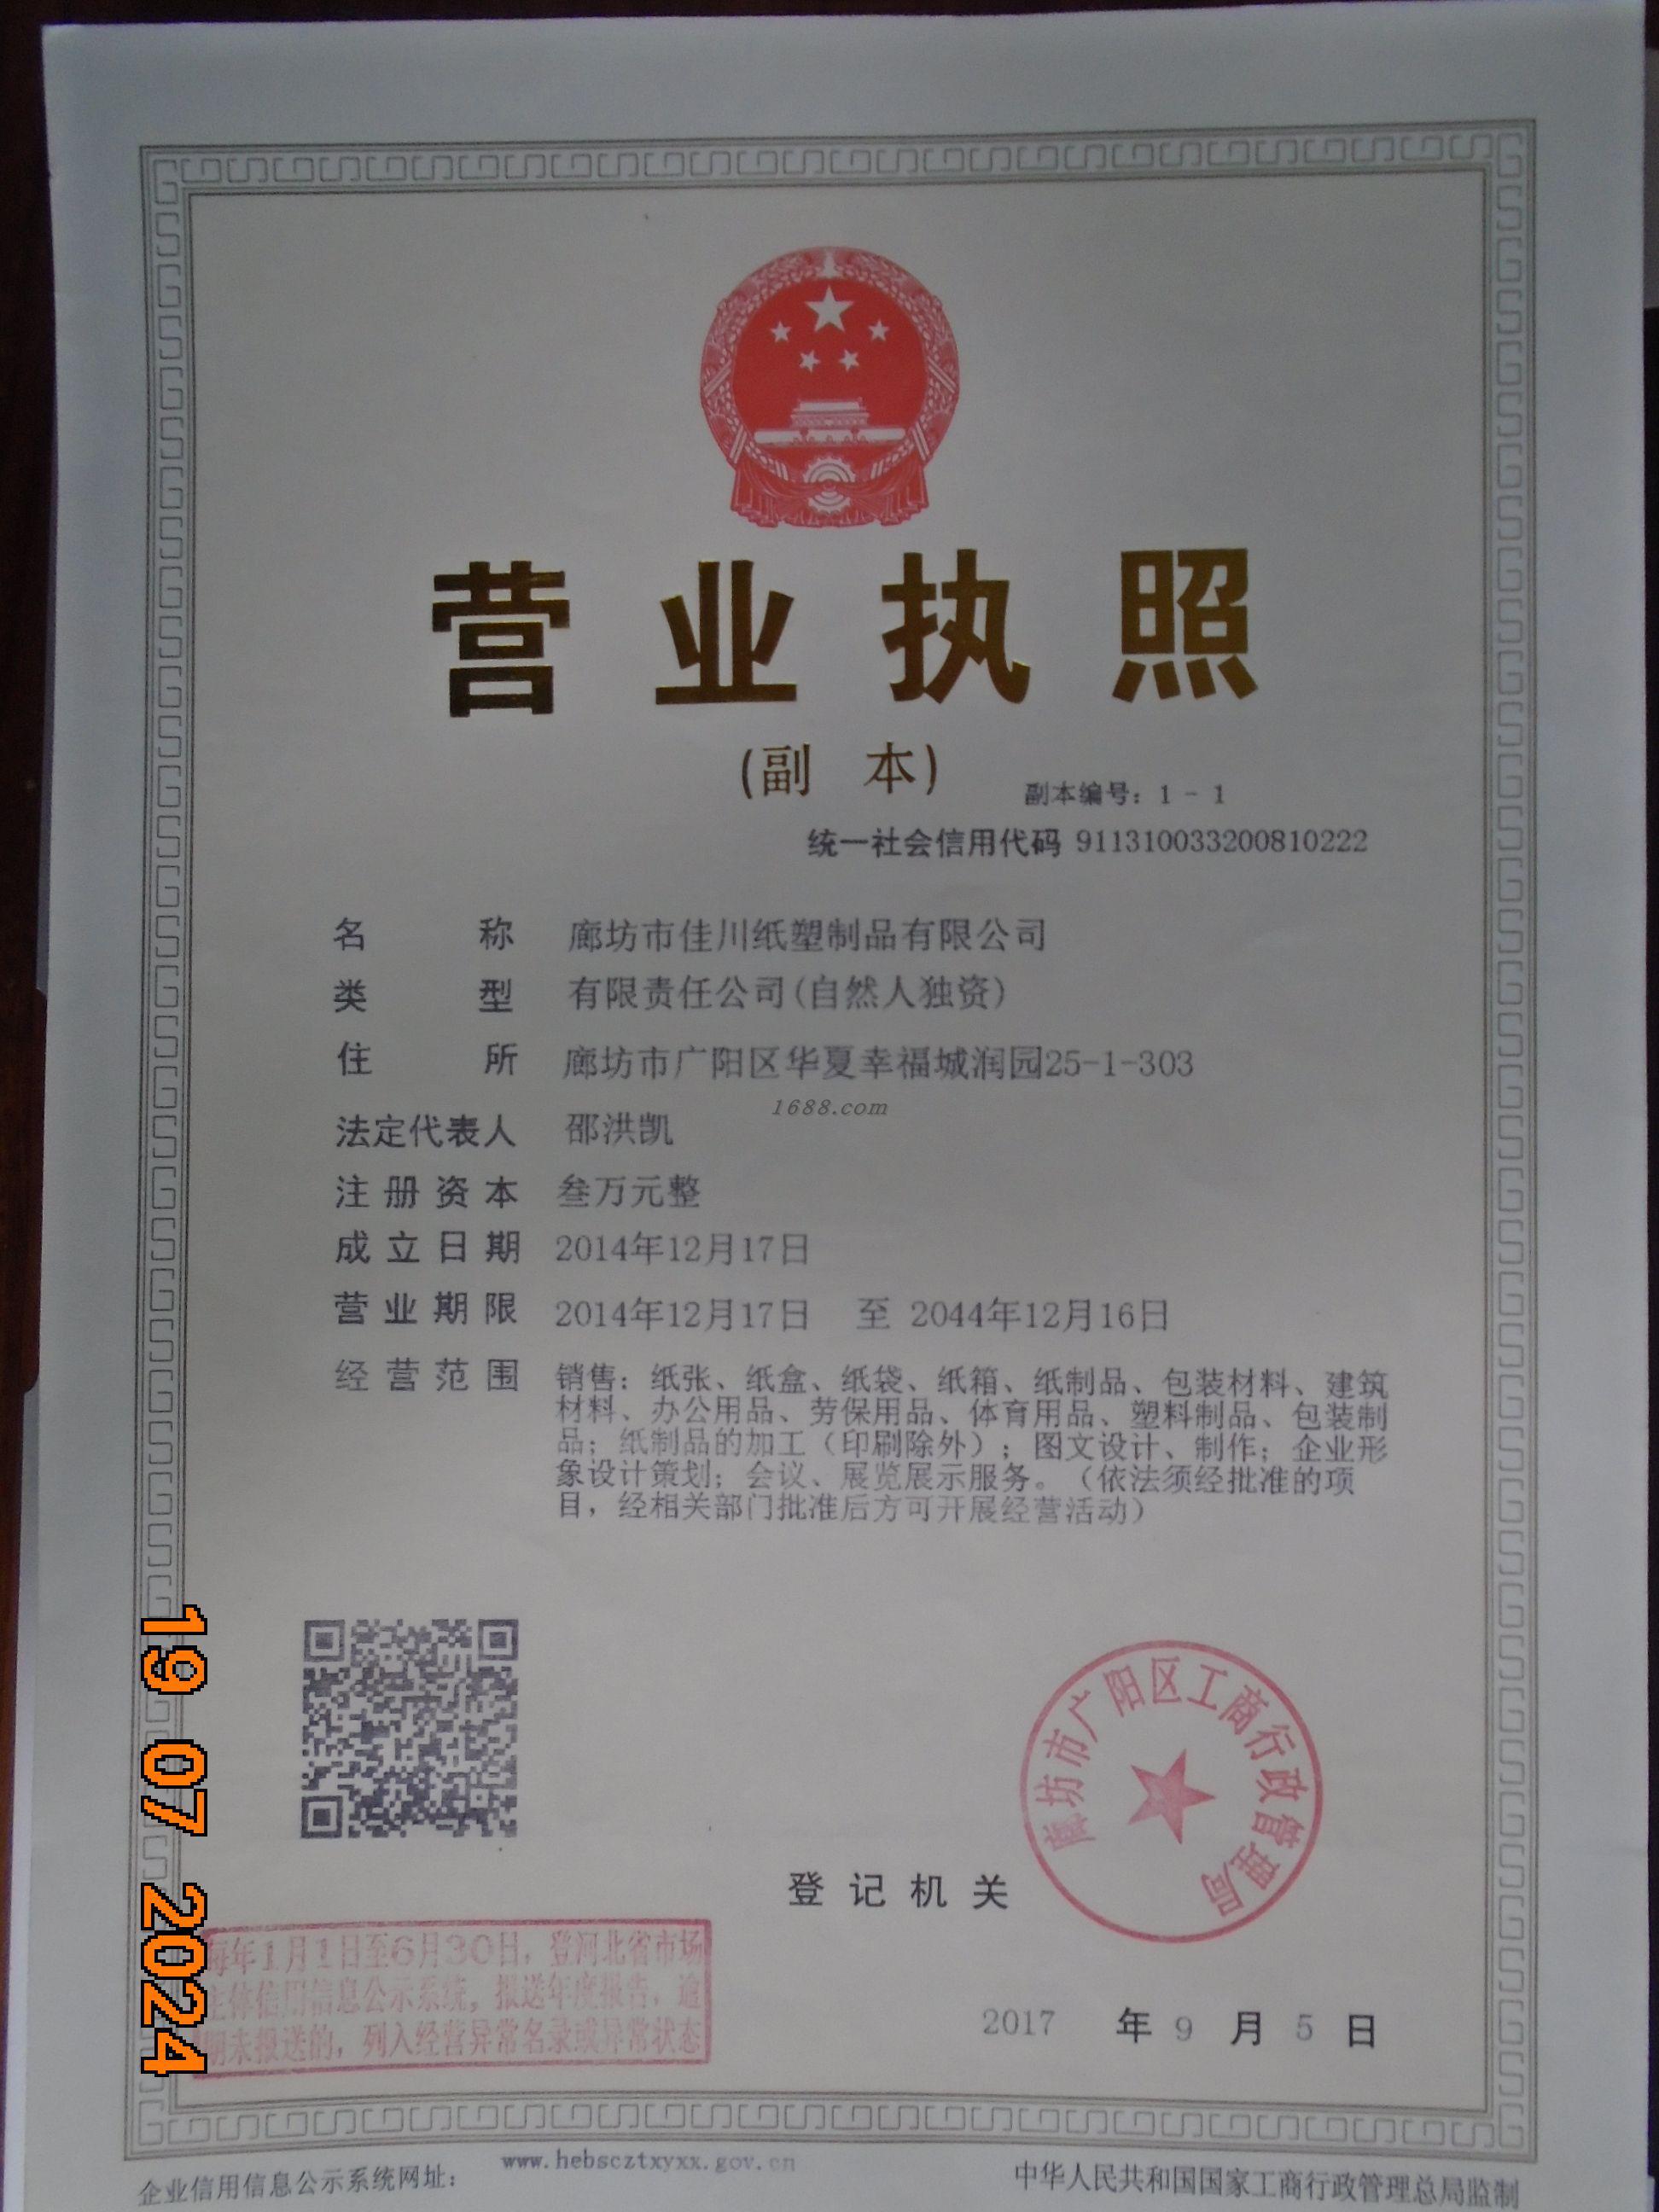 营业执照
(副 本)
副本编号：1-1
统一社会信用代码 911310033200810222
名 称 廊坊市佳川纸塑制品有限公司
类 型 有限责任公司(自然人独资)
住 所 廊坊市广阳区华夏幸福城润园25-1-303
1688.com
法定代表人 邵洪凯
注册资本 叁万元整
成立日期 2014年12月17日
营业期限 2014年12月17日 至 2044年12月16日
经营范围 销售：纸张、纸盒、纸袋、纸箱、纸制品、包装材料、建筑
材料、办公用品、劳保用品、体育用品、塑料制品、包装制
品；纸制品的加工（印刷除外）；图文设计、制作；企业形
象设计策划；会议、展览展示服务。（依法须经批准的项
目，经相关部门批准后方可开展经营活动）
廊坊市广阳区工商行政管理局
登记机关
每年1月1日至6月30日，登河北省市场
主体信用信息公示系统，报送年度报告，逾
期未报送的，列入经营异常名录或异常状态
2017 年 9 月 5 日
企业信用信息公示系统网址：
www.hebscztxyxx.gov.cn
中华人民共和国国家工商行政管理总局监制
19 07 2024